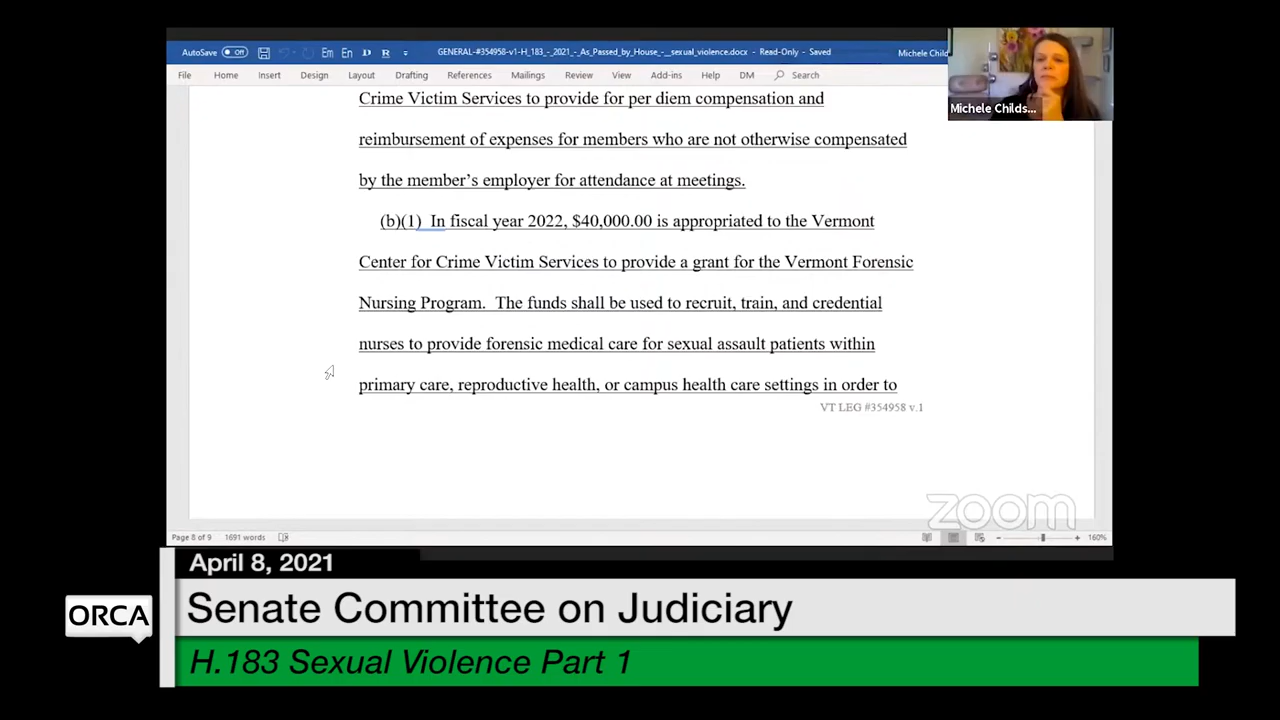 AutoSave Off
GENERAL-#354958-v1-H_183_-_2021_-_As_Passed_by_House_-__sexual_violence.docx - Read-Only - Saved
Michele Child
File Home Insert Design Layout Drafting References Mailings Review View Add-ins Help DM Search
Michele Childs...
Crime Victim Services to provide for per diem compensation and
reimbursement of expenses for members who are not otherwise compensated
by the member’s employer for attendance at meetings.
(b)(1) In fiscal year 2022, $40,000.00 is appropriated to the Vermont
Center for Crime Victim Services to provide a grant for the Vermont Forensic
Nursing Program. The funds shall be used to recruit, train, and credential
nurses to provide forensic medical care for sexual assault patients within
primary care, reproductive health, or campus health care settings in order to
VT LEG #354958 v.1
zoom
Page 8 of 9 1691 words
160%
April 8, 2021
ORCA
Senate Committee on Judiciary
H.183 Sexual Violence Part 1